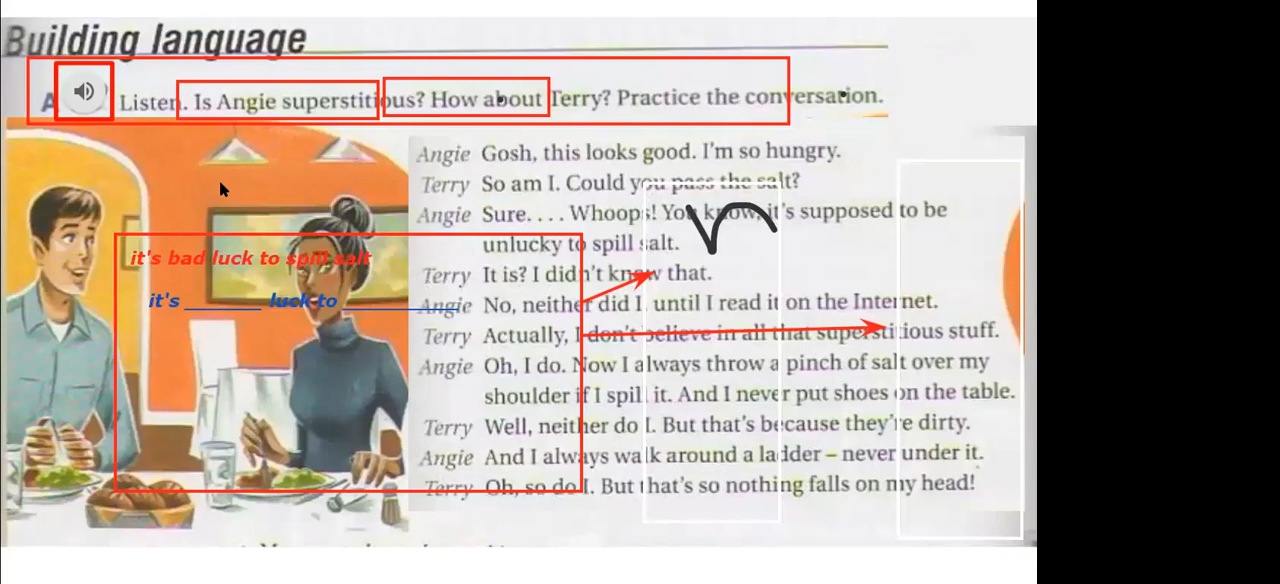 Building language
A Listen. Is Angie superstitious? How about Terry? Practice the conversation.
Angie Gosh, this looks good. I'm so hungry.
Terry So am I. Could you pass the salt?
Angie Sure. . . . Whoops! You know, it's supposed to be
unlucky to spill salt.
Terry It is? I didn't know that.
Angie No, neither did I, until I read it on the Internet.
Terry Actually, I don't believe in all that superstitious stuff.
Angie Oh, I do. Now I always throw a pinch of salt over my
shoulder if I spill it. And I never put shoes on the table.
Terry Well, neither do I. But that's because they're dirty.
Angie And I always walk around a ladder – never under it.
Terry Oh, so do I. But that's so nothing falls on my head!
it's bad luck to spill salt
it's ________ luck to ____________